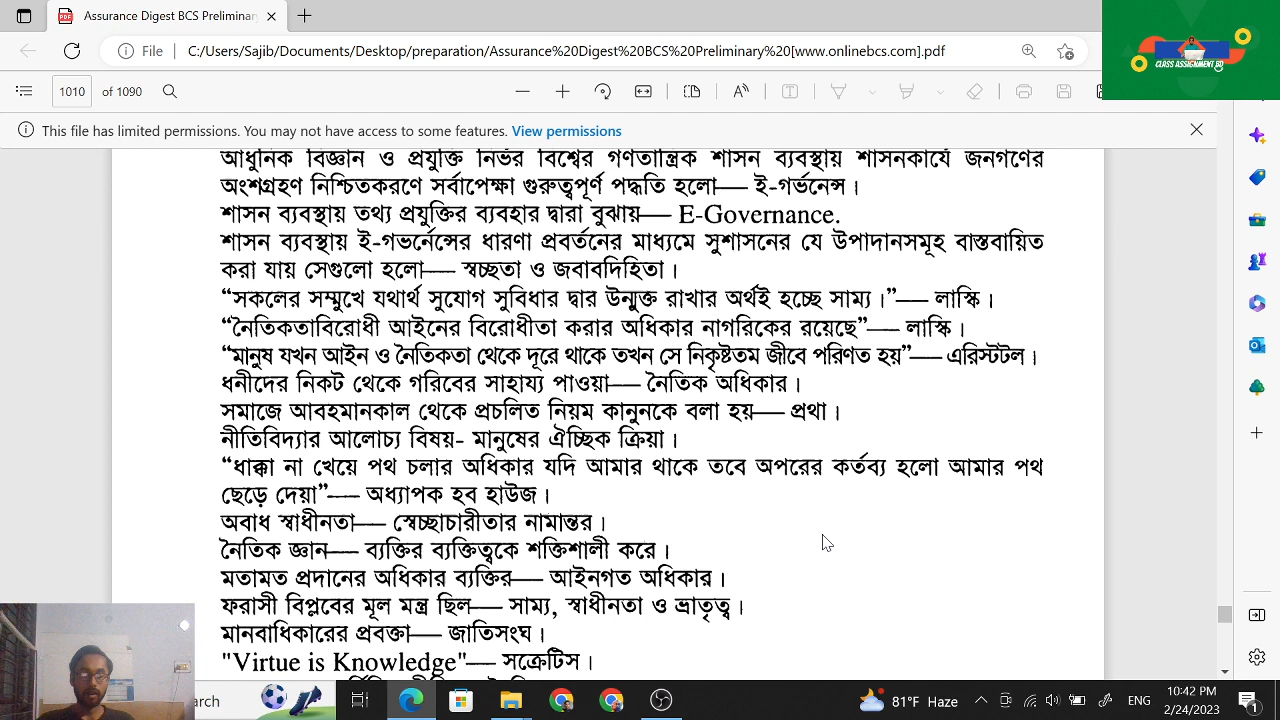 Assurance Digest BCS Preliminary
File C:/Users/Sajib/Documents/Desktop/preparation/Assurance%20Digest%20BCS%20Preliminary%20[www.onlinebcs.com].pdf
CLASS ASSIGNMENT BD
1010 of 1090
This file has limited permissions. You may not have access to some features. View permissions
আধুনিক বিজ্ঞান ও প্রযুক্তি নির্ভর বিশ্বের গণতান্ত্রিক শাসন ব্যবস্থায় শাসনকার্যে জনগণের
অংশগ্রহণ নিশ্চিতকরণে সর্বাপেক্ষা গুরুত্বপূর্ণ পদ্ধতি হলো— ই-গর্ভনেন্স।
শাসন ব্যবস্থায় তথ্য প্রযুক্তির ব্যবহার দ্বারা বুঝায়— E-Governance.
শাসন ব্যবস্থায় ই-গভর্নেন্সের ধারণা প্রবর্তনের মাধ্যমে সুশাসনের যে উপাদানসমূহ বাস্তবায়িত
করা যায় সেগুলো হলো— স্বচ্ছতা ও জবাবদিহিতা।
“সকলের সম্মুখে যথার্থ সুযোগ সুবিধার দ্বার উন্মুক্ত রাখার অর্থই হচ্ছে সাম্য।”— লাস্কি।
“নৈতিকতাবিরোধী আইনের বিরোধীতা করার অধিকার নাগরিকের রয়েছে”— লাস্কি।
“মানুষ যখন আইন ও নৈতিকতা থেকে দূরে থাকে তখন সে নিকৃষ্টতম জীবে পরিণত হয়”— এরিস্টটল।
ধনীদের নিকট থেকে গরিবের সাহায্য পাওয়া— নৈতিক অধিকার।
সমাজে আবহমানকাল থেকে প্রচলিত নিয়ম কানুনকে বলা হয়— প্রথা।
নীতিবিদ্যার আলোচ্য বিষয়- মানুষের ঐচ্ছিক ক্রিয়া।
“ধাক্কা না খেয়ে পথ চলার অধিকার যদি আমার থাকে তবে অপরের কর্তব্য হলো আমার পথ
ছেড়ে দেয়া”— অধ্যাপক হব হাউজ।
অবাধ স্বাধীনতা— স্বেচ্ছাচারীতার নামান্তর।
নৈতিক জ্ঞান— ব্যক্তির ব্যক্তিত্বকে শক্তিশালী করে।
মতামত প্রদানের অধিকার ব্যক্তির— আইনগত অধিকার।
ফরাসী বিপ্লবের মূল মন্ত্র ছিল— সাম্য, স্বাধীনতা ও ভ্রাতৃত্ব।
মানবাধিকারের প্রবক্তা— জাতিসংঘ।
"Virtue is Knowledge"— সক্রেটিস।
arch
81°F Haze
ENG
10:42 PM
2/24/2023